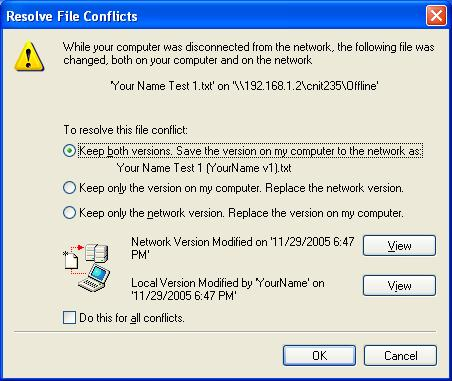 Resolve File Conflicts
While your computer was disconnected from the network, the following file was
changed, both on your computer and on the network
'Your Name Test 1.txt' on '\\192.168.1.2\cnit235\Offline'
To resolve this file conflict:
Keep both versions. Save the version on my computer to the network as:
Your Name Test 1 (YourName v1).txt
Keep only the version on my computer. Replace the network version.
Keep only the network version. Replace the version on my computer.
Network Version Modified on '11/29/2005 6:47
PM'
View
Local Version Modified by 'YourName' on
'11/29/2005 6:47 PM'
View
Do this for all conflicts.
OK
Cancel